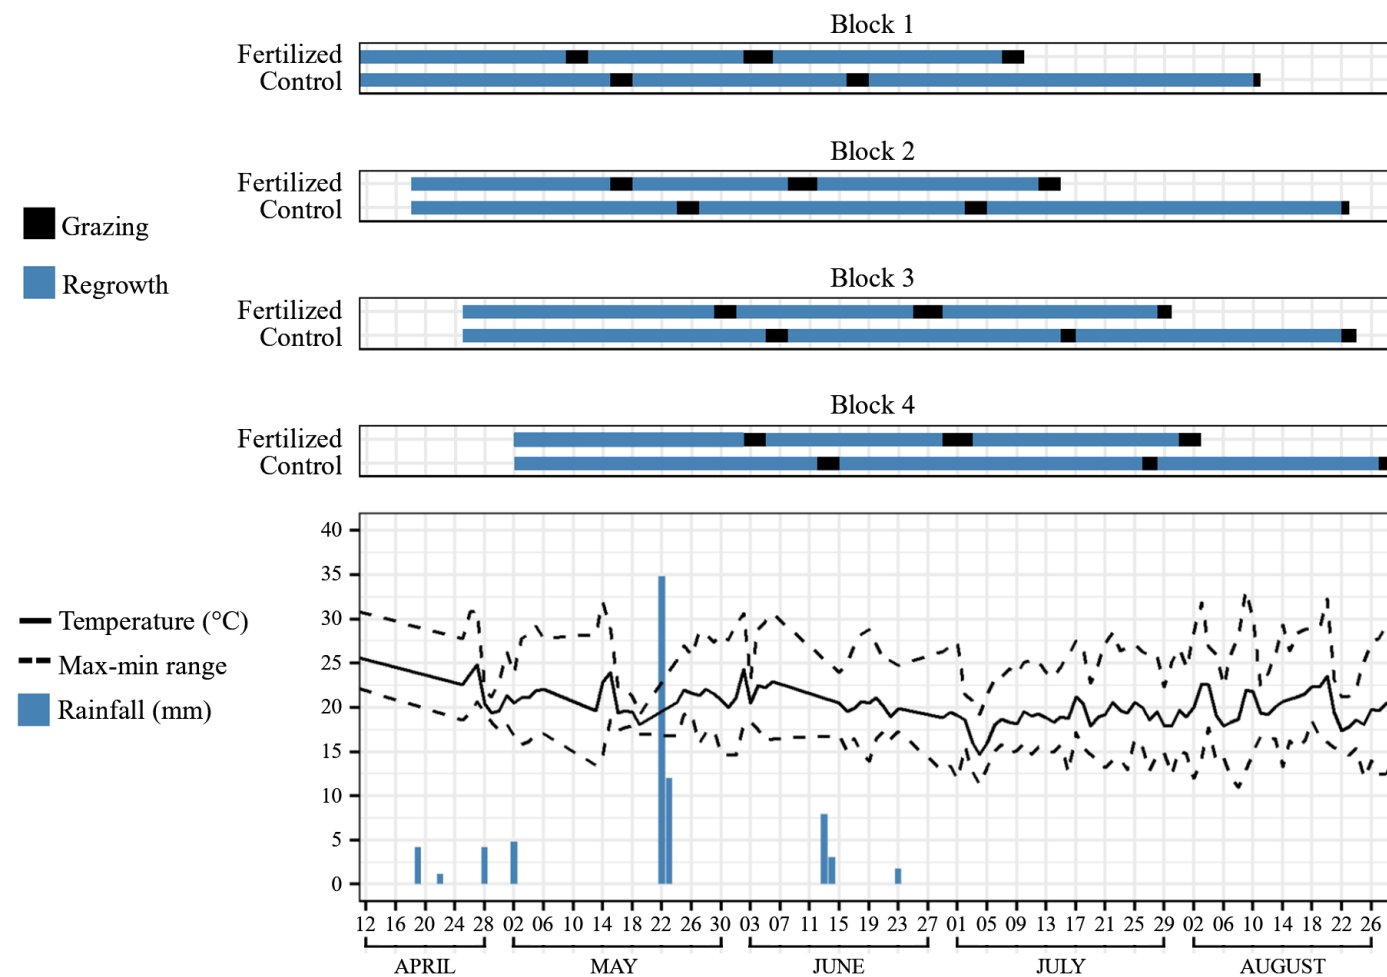 Block 1
Fertilized
Control
Block 2
Fertilized
Control
Grazing
Regrowth
Block 3
Fertilized
Control
Block 4
Fertilized
Control
Temperature (°C)
Max-min range
Rainfall (mm)
40
35
30
25
20
15
10
5
0
12 16 20 24 28 02 06 10 14 18 22 26 30 03 07 11 15 19 23 27 01 05 09 13 17 21 25 29 02 06 10 14 18 22 26
APRIL MAY JUNE JULY AUGUST